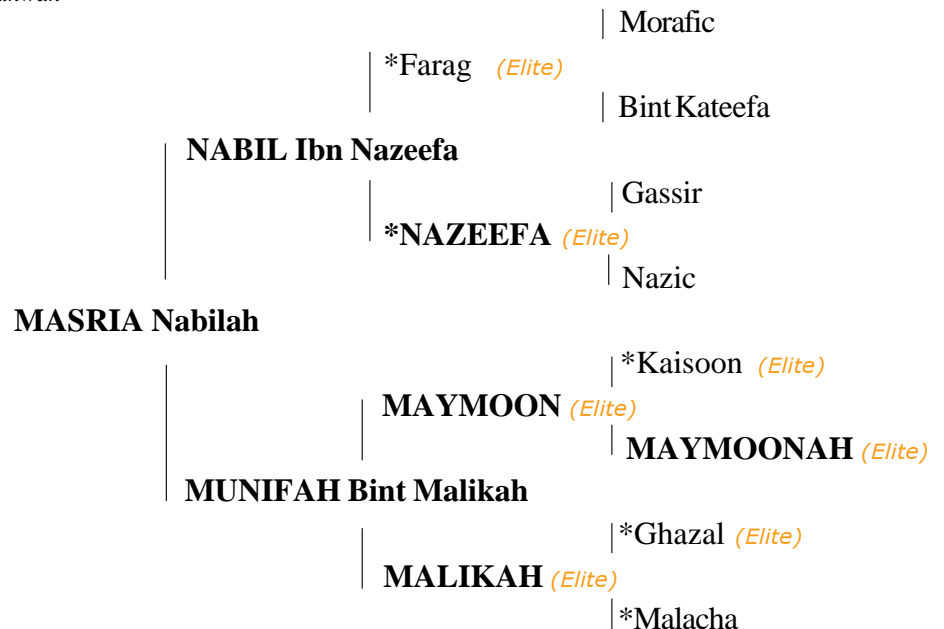 Morafic
*Farag (Elite)
Bint Kateefa
NABIL Ibn Nazeefa
Gassir
*NAZEEFA (Elite)
Nazic
MASRIA Nabilah
*Kaisoon (Elite)
MAYMOON (Elite)
MAYMOONAH (Elite)
MUNIFAH Bint Malikah
*Ghazal (Elite)
MALIKAH (Elite)
*Malacha